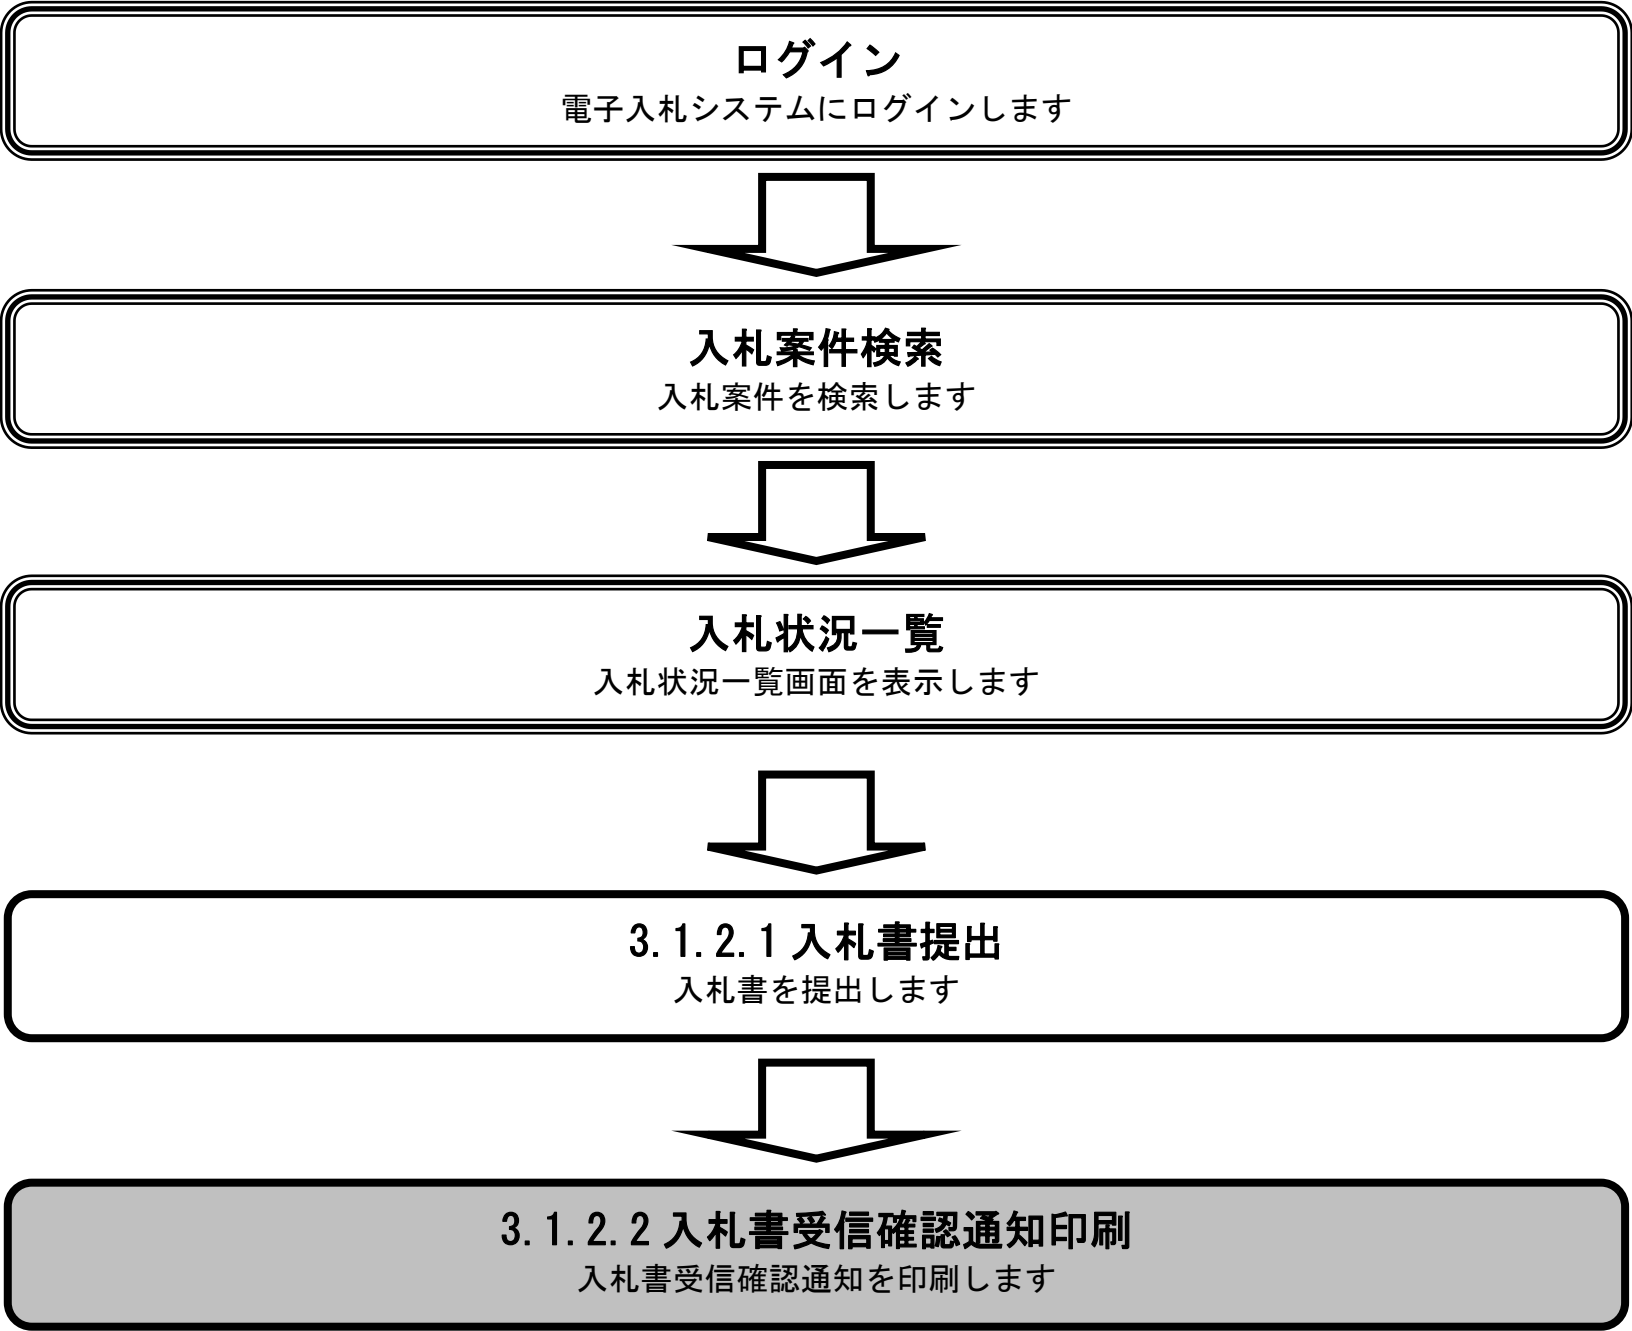 ログイン
電子入札システムにログインします
入札案件検索
入札案件を検索します
入札状況一覧
入札状況一覧画面を表示します
3.1.2.1入札書提出
入札書を提出します
3.1.2.2入札書受信確認通知印刷
入札書受信確認通知を印刷します